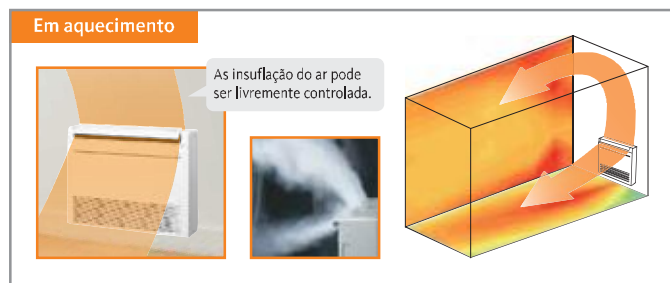 Em aquecimento
As insuflação do ar pode
ser livremente controlada.